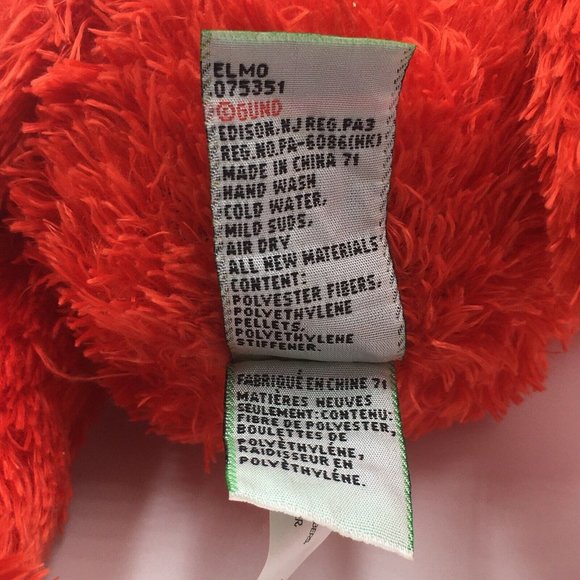 ELMO
075351
GUND
EDISON, NJ REG.PA3
REG.NO.PA-6086(HK)
MADE IN CHINA 71
HAND WASH
COLD WATER,
MILD SUDS,
AIR DRY
ALL NEW MATERIALS
CONTENT:
POLYESTER FIBERS,
POLYETHYLENE
PELLETS,
POLYETHYLENE
STIFFENER.
FABRIQUÉ EN CHINE 71
MATIÈRES NEUVES
SEULEMENT: CONTENU:
FIBRE DE POLYESTER,
BOULETTES DE
POLYÉTHYLÈNE,
RAIDISSEUR EN
POLYÉTHYLÈNE.